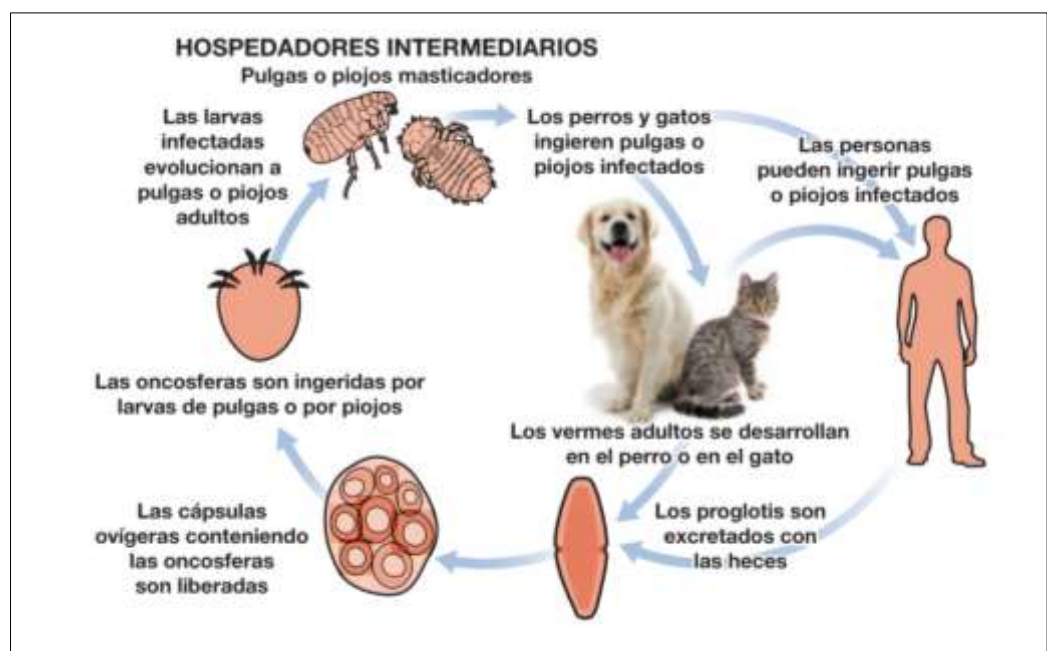 HOSPEDADORES INTERMEDIARIOS
Pulgas o piojos masticadores
Las larvas
infectadas
evolucionan a
pulgas o piojos
adultos
Los perros y gatos
ingieren pulgas o
piojos infectados
Las personas
pueden ingerir pulgas
o piojos infectados
Las oncosferas son ingeridas por
larvas de pulgas o por piojos
Los vermes adultos se desarrollan
en el perro o en el gato
Las cápsulas
ovígeras conteniendo
las oncosferas
son liberadas
Los proglotis son
excretados con
las heces